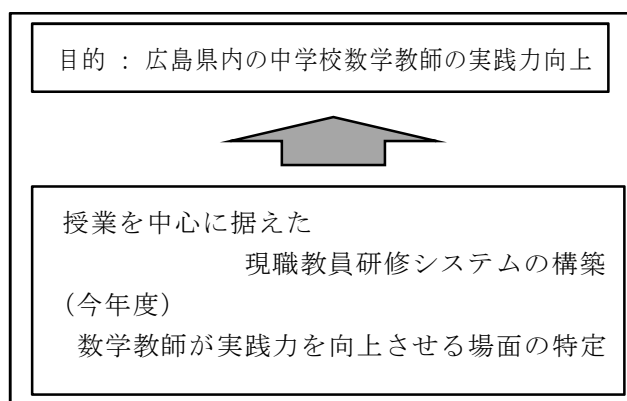 目的 : 広島県内の中学校数学教師の実践力向上
授業を中心に据えた
現職教員研修システムの構築
(今年度)
数学教師が実践力を向上させる場面の特定